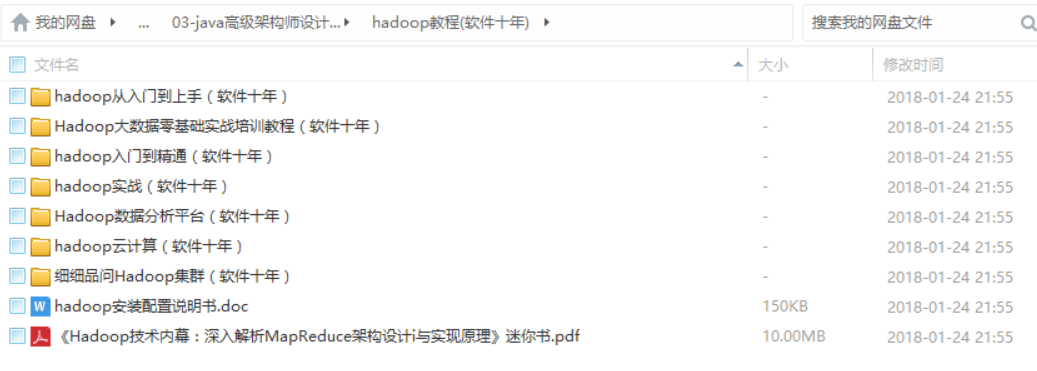 我的网盘 ... 03-java高级架构师设计... hadoop教程(软件十年) 搜索我的网盘文件
文件名 大小 修改时间
hadoop从入门到上手（软件十年） - 2018-01-24 21:55
Hadoop大数据零基础实战培训教程（软件十年） - 2018-01-24 21:55
hadoop入门到精通（软件十年） - 2018-01-24 21:55
hadoop实战（软件十年） - 2018-01-24 21:55
Hadoop数据分析平台（软件十年） - 2018-01-24 21:55
hadoop云计算（软件十年） - 2018-01-24 21:55
细细品问Hadoop集群（软件十年） - 2018-01-24 21:55
W hadoop安装配置说明书.doc 150KB 2018-01-24 21:55
《Hadoop技术内幕：深入解析MapReduce架构设计i与实现原理》迷你书.pdf 10.00MB 2018-01-24 21:55